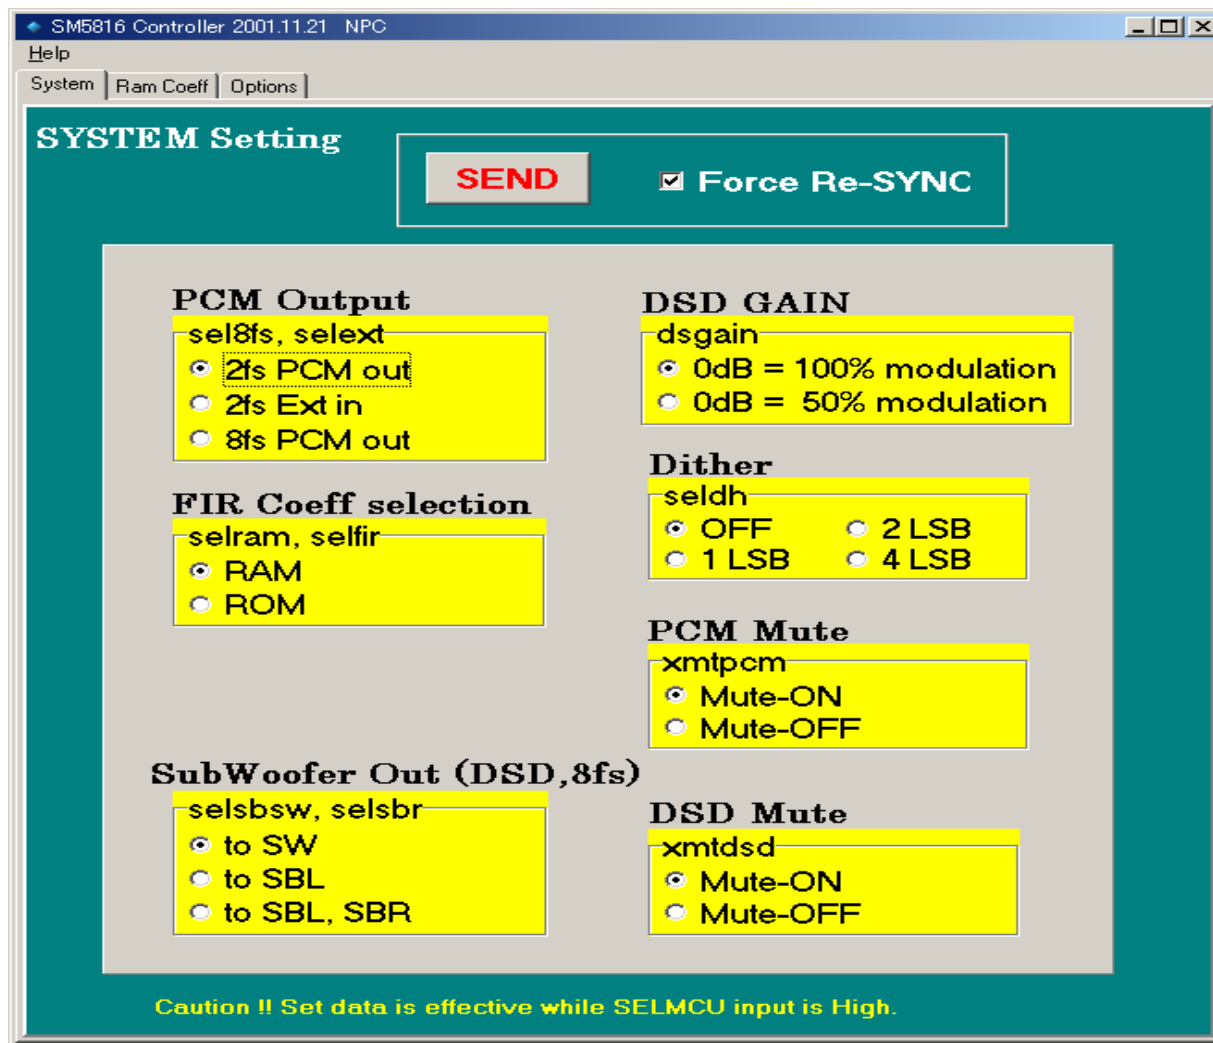 SM5816 Controller 2001.11.21 NPC
Help
System Ram Coeff Options
SYSTEM Setting
SEND Force Re-SYNC
PCM Output
sel8fs, selext
2fs PCM out
2fs Ext in
8fs PCM out
FIR Coeff selection
selram, selfir
RAM
ROM
SubWoofer Out (DSD,8fs)
selsbsw, selsbr
to SW
to SBL
to SBL, SBR
DSD GAIN
dsgain
0dB = 100% modulation
0dB = 50% modulation
Dither
seldh
OFF 2 LSB
1 LSB 4 LSB
PCM Mute
xmtpcm
Mute-ON
Mute-OFF
DSD Mute
xmtdsd
Mute-ON
Mute-OFF
Caution !! Set data is effective while SELMCU input is High.